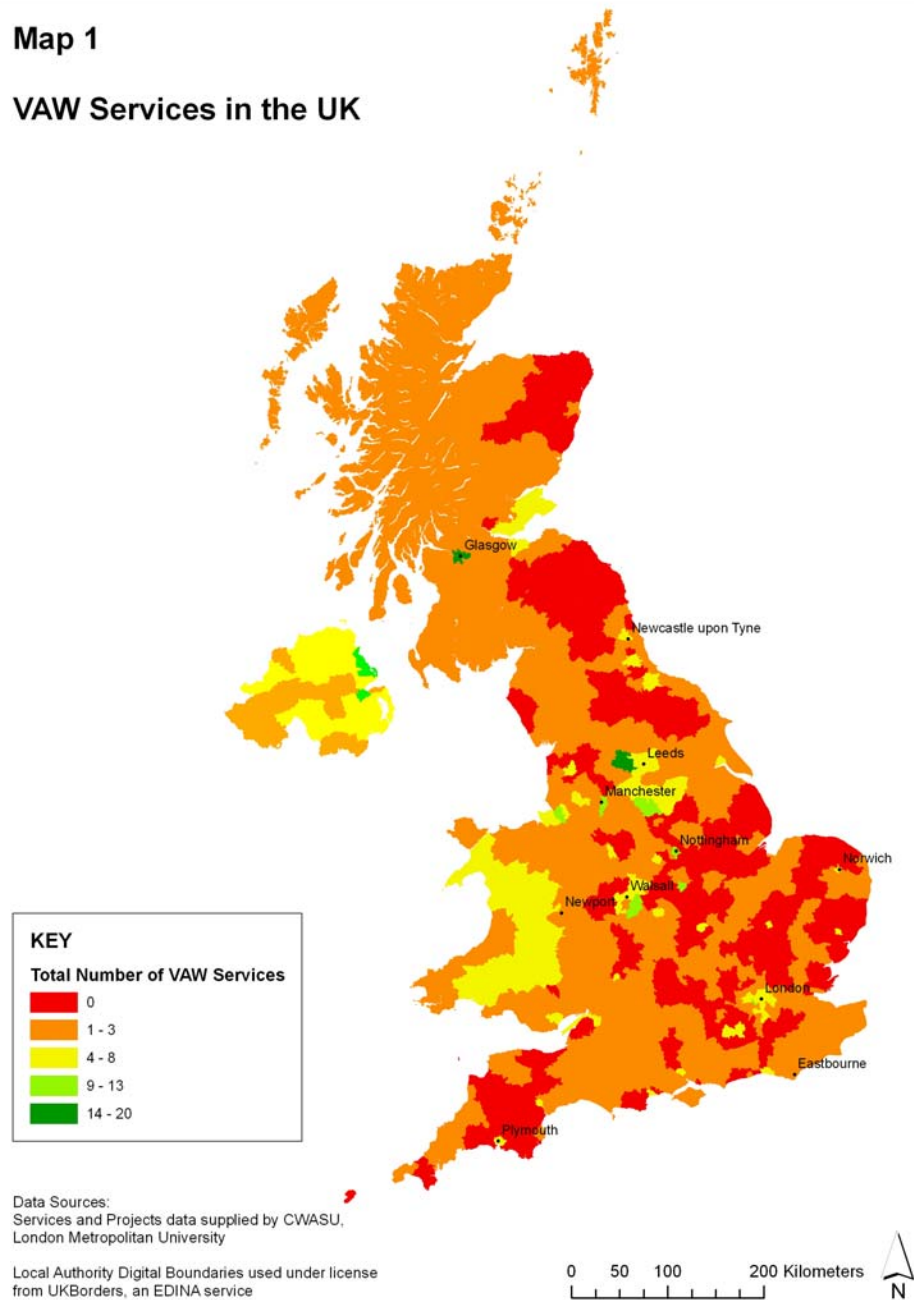 Map 1
VAW Services in the UK
Glasgow
Newcastle upon Tyne
Leeds
Manchester
Nottingham
Norwich
Walsall
Newport
London
Eastbourne
Plymouth
KEY
Total Number of VAW Services
0
1 - 3
4 - 8
9 - 13
14 - 20
Data Sources:
Services and Projects data supplied by CWASU,
London Metropolitan University
Local Authority Digital Boundaries used under license
from UKBorders, an EDINA service
0 50 100 200 Kilometers
N